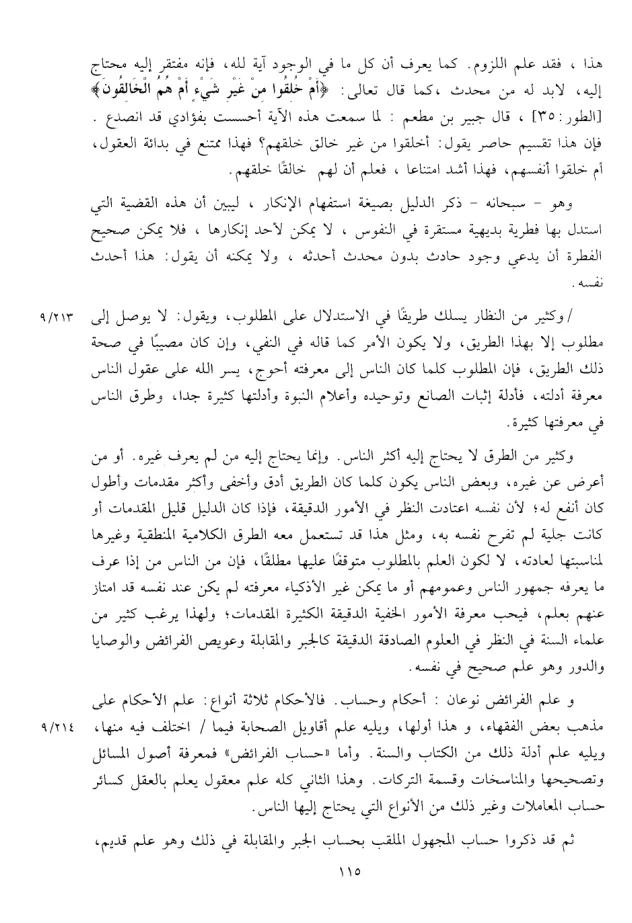 هذا ، فقد علم اللزوم. كما يعرف أن كل ما في الوجود آية لله، فإنه مفتقر إليه محتاج
إليه، لابد له من محدث ،كما قال تعالى: ﴿أَمْ خُلِقُوا مِنْ غَيْرِ شَيْءٍ أَمْ هُمُ الْخَالِقُونَ﴾
[الطور:٣٥] ، قال جبير بن مطعم : لما سمعت هذه الآية أحسست بفؤادي قد انصدع .
فإن هذا تقسيم حاصر يقول: أخلقوا من غير خالق خلقهم؟ فهذا ممتنع في بدائة العقول،
أم خلقوا أنفسهم، فهذا أشد امتناعا ، فعلم أن لهم خالقًا خلقهم.
وهو - سبحانه - ذكر الدليل بصيغة استفهام الإنكار ، ليبين أن هذه القضية التي
استدل بها فطرية بديهية مستقرة في النفوس ، لا يمكن لأحد إنكارها ، فلا يمكن صحيح
الفطرة أن يدعي وجود حادث بدون محدث أحدثه ، ولا يمكنه أن يقول: هذا أحدث
نفسه.
/ وكثير من النظار يسلك طريقًا في الاستدلال على المطلوب، ويقول: لا يوصل إلى ٩/٢١٣
مطلوب إلا بهذا الطريق، ولا يكون الأمر كما قاله في النفي، وإن كان مصيبًا في صحة
ذلك الطريق، فإن المطلوب كلما كان الناس إلى معرفته أحوج، يسر الله على عقول الناس
معرفة أدلته، فأدلة إثبات الصانع وتوحيده وأعلام النبوة وأدلتها كثيرة جدا، وطرق الناس
في معرفتها كثيرة.
وكثير من الطرق لا يحتاج إليه أكثر الناس. وإنما يحتاج إليه من لم يعرف غيره. أو من
أعرض عن غيره، وبعض الناس يكون كلما كان الطريق أدق وأخفى وأكثر مقدمات وأطول
كان أنفع له؛ لأن نفسه اعتادت النظر في الأمور الدقيقة، فإذا كان الدليل قليل المقدمات أو
كانت جلية لم تفرح نفسه به، ومثل هذا قد تستعمل معه الطرق الكلامية المنطقية وغيرها
لمناسبتها لعادته، لا لكون العلم بالمطلوب متوقفًا عليها مطلقًا، فإن من الناس من إذا عرف
ما يعرفه جمهور الناس وعمومهم أو ما يمكن غير الأذكياء معرفته لم يكن عند نفسه قد امتاز
عنهم بعلم، فيحب معرفة الأمور الخفية الدقيقة الكثيرة المقدمات؛ ولهذا يرغب كثير من
علماء السنة في النظر في العلوم الصادقة الدقيقة كالجبر والمقابلة وعويص الفرائض والوصايا
والدور وهو علم صحيح في نفسه.
و علم الفرائض نوعان : أحكام وحساب. فالأحكام ثلاثة أنواع: علم الأحكام على
مذهب بعض الفقهاء، و هذا أولها، ويليه علم أقاويل الصحابة فيما / اختلف فيه منها، ٩/٢١٤
ويليه علم أدلة ذلك من الكتاب والسنة. وأما «حساب الفرائض» فمعرفة أصول المسائل
وتصحيحها والمناسخات وقسمة التركات. وهذا الثاني كله علم معقول يعلم بالعقل كسائر
حساب المعاملات وغير ذلك من الأنواع التي يحتاج إليها الناس.
ثم قد ذكروا حساب المجهول الملقب بحساب الجبر والمقابلة في ذلك وهو علم قديم،
١١٥